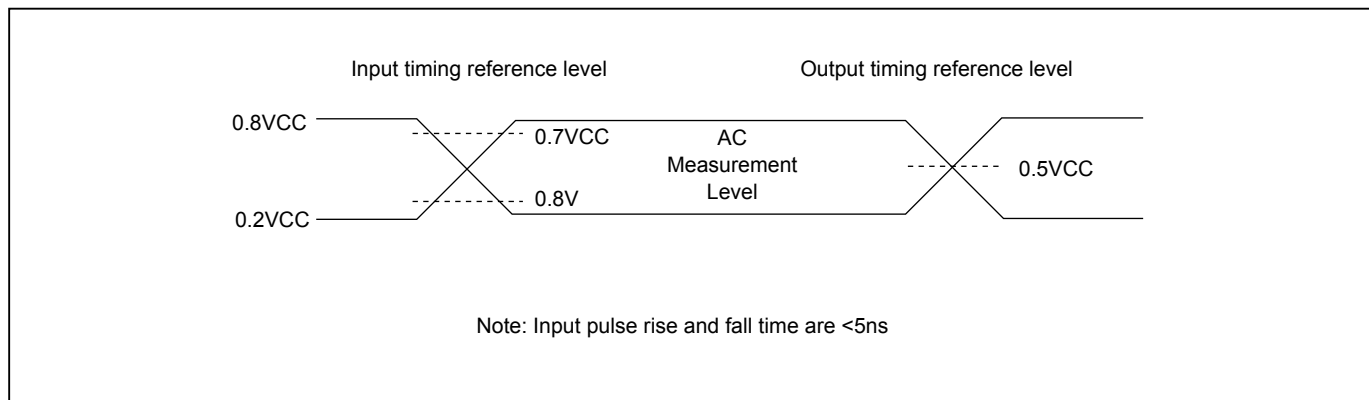 Input timing reference level
Output timing reference level
0.8VCC
0.7VCC
AC
Measurement
Level
0.5VCC
0.8V
0.2VCC
Note: Input pulse rise and fall time are <5ns